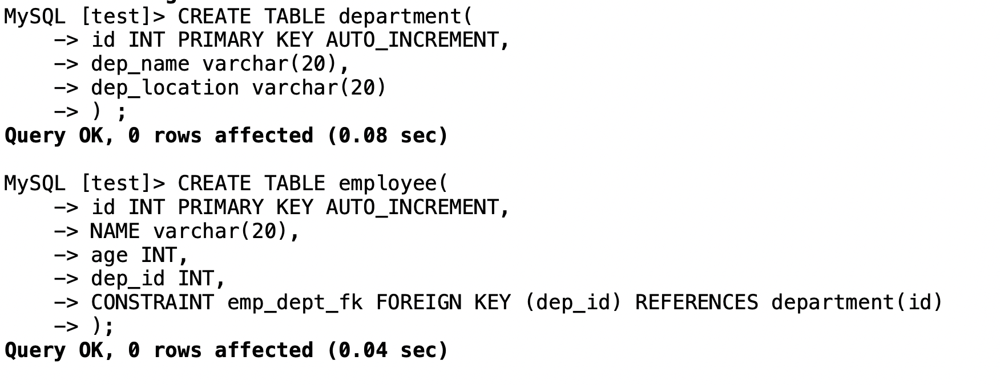 MySQL [test]> CREATE TABLE department(
    -> id INT PRIMARY KEY AUTO_INCREMENT,
    -> dep_name varchar(20),
    -> dep_location varchar(20)
    -> ) ;
Query OK, 0 rows affected (0.08 sec)

MySQL [test]> CREATE TABLE employee(
    -> id INT PRIMARY KEY AUTO_INCREMENT,
    -> NAME varchar(20),
    -> age INT,
    -> dep_id INT,
    -> CONSTRAINT emp_dept_fk FOREIGN KEY (dep_id) REFERENCES department(id)
    -> );
Query OK, 0 rows affected (0.04 sec)